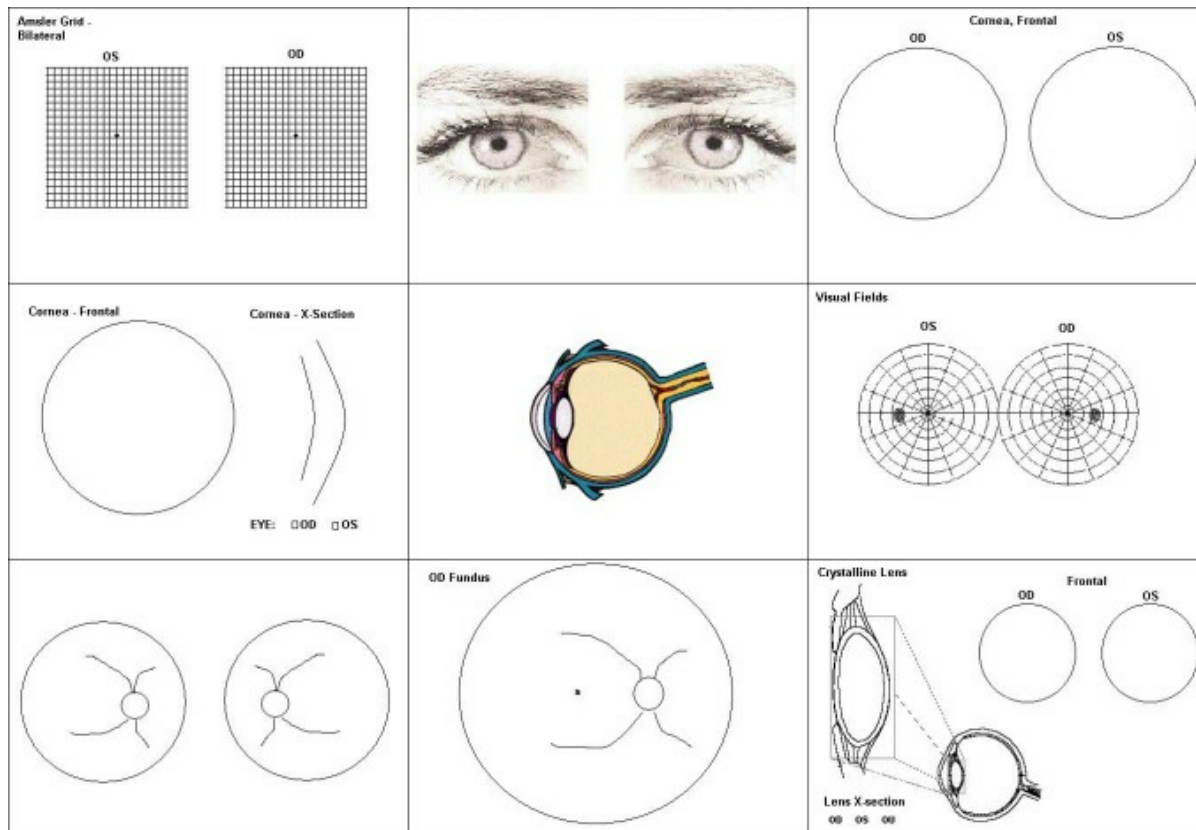 Amsler Grid -
Bilateral
OS OD
Cornea, Frontal
OD OS
Cornea - Frontal
Cornea - X-Section
EYE: OD OS
Visual Fields
OS OD
OD Fundus
Crystalline Lens
Frontal
OD OS
Lens X-section
OD OS OU